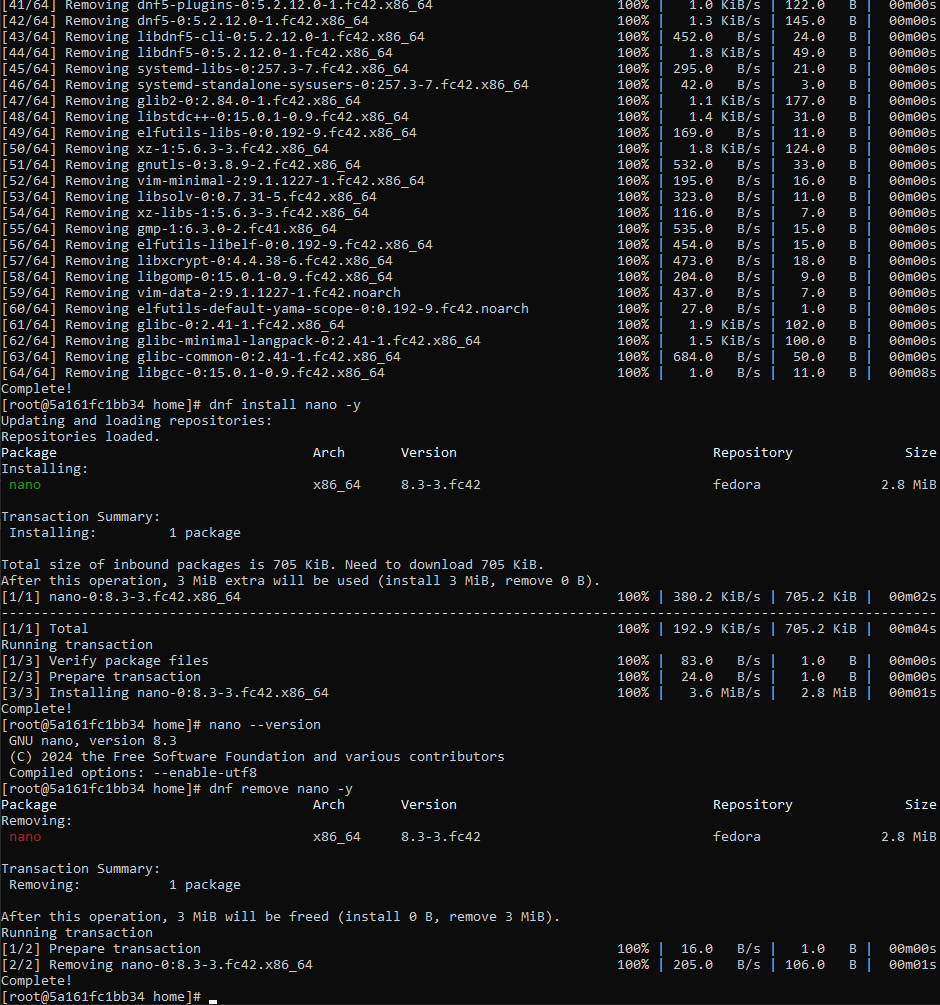 [41/64] Removing dnf5-plugins-0:5.2.12.0-1.fc42.x86_64 100% | 1.0 KiB/s | 122.0 B | 00m00s
[42/64] Removing dnf5-0:5.2.12.0-1.fc42.x86_64 100% | 1.3 KiB/s | 145.0 B | 00m00s
[43/64] Removing libdnf5-cli-0:5.2.12.0-1.fc42.x86_64 100% | 452.0 B/s | 24.0 B | 00m00s
[44/64] Removing libdnf5-0:5.2.12.0-1.fc42.x86_64 100% | 1.8 KiB/s | 49.0 B | 00m00s
[45/64] Removing systemd-libs-0:257.3-7.fc42.x86_64 100% | 295.0 B/s | 21.0 B | 00m00s
[46/64] Removing systemd-standalone-sysusers-0:257.3-7.fc42.x86_64 100% | 42.0 B/s | 3.0 B | 00m00s
[47/64] Removing glib2-0:2.84.0-1.fc42.x86_64 100% | 1.1 KiB/s | 177.0 B | 00m00s
[48/64] Removing libstdc++-0:15.0.1-0.9.fc42.x86_64 100% | 1.4 KiB/s | 31.0 B | 00m00s
[49/64] Removing elfutils-libs-0:0.192-9.fc42.x86_64 100% | 169.0 B/s | 11.0 B | 00m00s
[50/64] Removing xz-1:5.6.3-3.fc42.x86_64 100% | 1.8 KiB/s | 124.0 B | 00m00s
[51/64] Removing gnutls-0:3.8.9-2.fc42.x86_64 100% | 532.0 B/s | 33.0 B | 00m00s
[52/64] Removing vim-minimal-2:9.1.1227-1.fc42.x86_64 100% | 195.0 B/s | 16.0 B | 00m00s
[53/64] Removing libsolv-0:0.7.31-5.fc42.x86_64 100% | 323.0 B/s | 11.0 B | 00m00s
[54/64] Removing xz-libs-1:5.6.3-3.fc42.x86_64 100% | 116.0 B/s | 7.0 B | 00m00s
[55/64] Removing gmp-1:6.3.0-2.fc41.x86_64 100% | 535.0 B/s | 15.0 B | 00m00s
[56/64] Removing elfutils-libelf-0:0.192-9.fc42.x86_64 100% | 454.0 B/s | 15.0 B | 00m00s
[57/64] Removing libxcrypt-0:4.4.38-6.fc42.x86_64 100% | 473.0 B/s | 18.0 B | 00m00s
[58/64] Removing libgomp-0:15.0.1-0.9.fc42.x86_64 100% | 204.0 B/s | 9.0 B | 00m00s
[59/64] Removing vim-data-2:9.1.1227-1.fc42.noarch 100% | 437.0 B/s | 7.0 B | 00m00s
[60/64] Removing elfutils-default-yama-scope-0:0.192-9.fc42.noarch 100% | 27.0 B/s | 1.0 B | 00m00s
[61/64] Removing glibc-0:2.41-1.fc42.x86_64 100% | 1.9 KiB/s | 102.0 B | 00m00s
[62/64] Removing glibc-minimal-langpack-0:2.41-1.fc42.x86_64 100% | 1.5 KiB/s | 100.0 B | 00m00s
[63/64] Removing glibc-common-0:2.41-1.fc42.x86_64 100% | 684.0 B/s | 50.0 B | 00m00s
[64/64] Removing libgcc-0:15.0.1-0.9.fc42.x86_64 100% | 1.0 B/s | 11.0 B | 00m08s
Complete!
[root@5a161fc1bb34 home]# dnf install nano -y
Updating and loading repositories:
Repositories loaded.
Package Arch Version Repository Size
Installing:
nano x86_64 8.3-3.fc42 fedora 2.8 MiB
Transaction Summary:
Installing: 1 package
Total size of inbound packages is 705 KiB. Need to download 705 KiB.
After this operation, 3 MiB extra will be used (install 3 MiB, remove 0 B).
[1/1] nano-0:8.3-3.fc42.x86_64 100% | 380.2 KiB/s | 705.2 KiB | 00m02s
--------------------------------------------------------------------------------
[1/1] Total 100% | 192.9 KiB/s | 705.2 KiB | 00m04s
Running transaction
[1/3] Verify package files 100% | 83.0 B/s | 1.0 B | 00m00s
[2/3] Prepare transaction 100% | 24.0 B/s | 1.0 B | 00m00s
[3/3] Installing nano-0:8.3-3.fc42.x86_64 100% | 3.6 MiB/s | 2.8 MiB | 00m01s
Complete!
[root@5a161fc1bb34 home]# nano --version
GNU nano, version 8.3
(C) 2024 the Free Software Foundation and various contributors
Compiled options: --enable-utf8
[root@5a161fc1bb34 home]# dnf remove nano -y
Package Arch Version Repository Size
Removing:
nano x86_64 8.3-3.fc42 fedora 2.8 MiB
Transaction Summary:
Removing: 1 package
After this operation, 3 MiB will be freed (install 0 B, remove 3 MiB).
Running transaction
[1/2] Prepare transaction 100% | 16.0 B/s | 1.0 B | 00m00s
[2/2] Removing nano-0:8.3-3.fc42.x86_64 100% | 205.0 B/s | 106.0 B | 00m01s
Complete!
[root@5a161fc1bb34 home]#